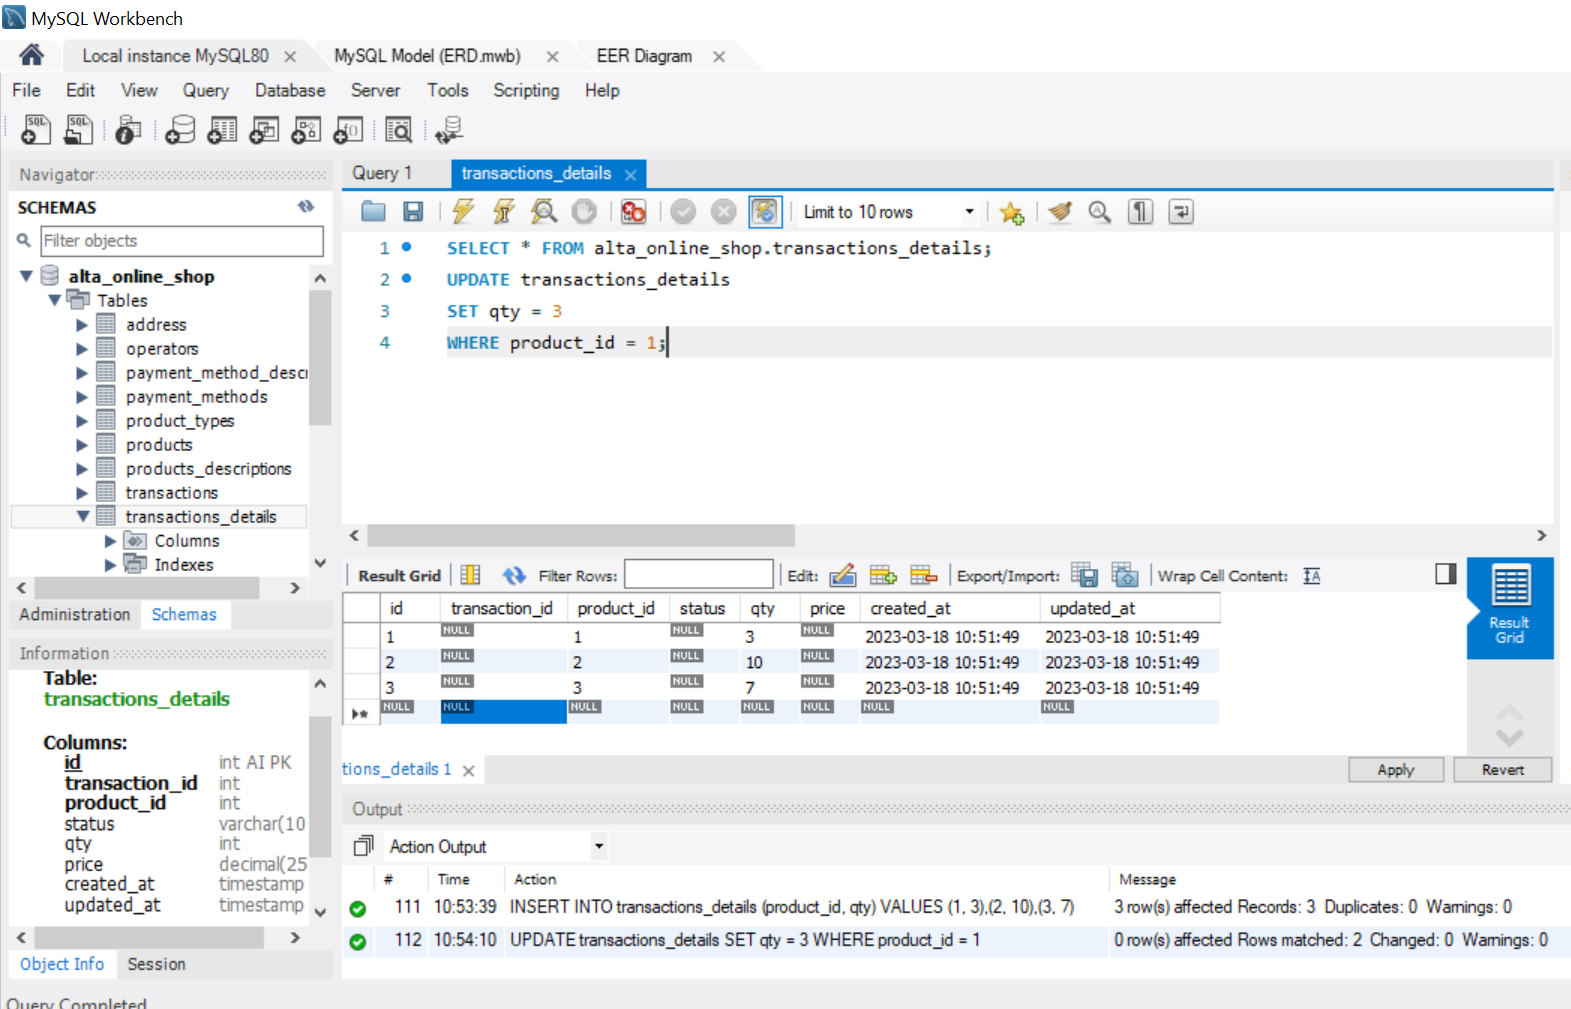 MySQL Workbench
Local instance MySQL80 MySQL Model (ERD.mwb) EER Diagram
File Edit View Query Database Server Tools Scripting Help
SQL SQL
Navigator
SCHEMAS
Filter objects
alta_online_shop
Tables
address
operators
payment_method_descr
payment_methods
product_types
products
products_descriptions
transactions
transactions_details
Columns
Indexes
Administration Schemas
Information
Table:
transactions_details
Columns:
id int AI PK
transaction_id int
product_id int
status varchar(10
qty int
price decimal(25
created_at timestamp
updated_at timestamp
Object Info Session
Query Completed
Query 1 transactions_details
Limit to 10 rows
1 SELECT * FROM alta_online_shop.transactions_details;
2 UPDATE transactions_details
3 SET qty = 3
4 WHERE product_id = 1;
Result Grid Filter Rows: Edit: Export/Import: Wrap Cell Content: IA
id transaction_id product_id status qty price created_at updated_at
1 NULL 1 NULL 3 NULL 2023-03-18 10:51:49 2023-03-18 10:51:49
2 NULL 2 NULL 10 NULL 2023-03-18 10:51:49 2023-03-18 10:51:49
3 NULL 3 NULL 7 NULL 2023-03-18 10:51:49 2023-03-18 10:51:49
NULL NULL NULL NULL NULL NULL NULL NULL
Result
Grid
tions_details 1 Apply Revert
Output
Action Output
# Time Action Message
111 10:53:39 INSERT INTO transactions_details (product_id, qty) VALUES (1, 3),(2, 10),(3, 7) 3 row(s) affected Records: 3 Duplicates: 0 Warnings: 0
112 10:54:10 UPDATE transactions_details SET qty = 3 WHERE product_id = 1 0 row(s) affected Rows matched: 2 Changed: 0 Warnings: 0